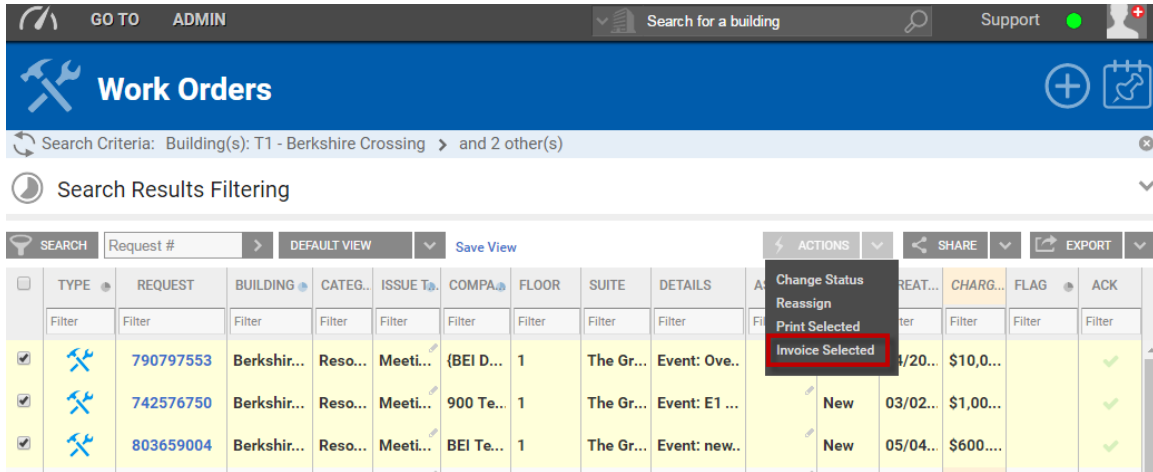 GO TO ADMIN Search for a building Support
Work Orders
Search Criteria: Building(s): T1 - Berkshire Crossing > and 2 other(s)
Search Results Filtering
SEARCH Request # > DEFAULT VIEW Save View ACTIONS SHARE EXPORT
TYPE REQUEST BUILDING CATEG.. ISSUE T.. COMPA.. FLOOR SUITE DETAILS REAT... CHARG... FLAG ACK
Filter Filter Filter Filter Filter Filter Filter Filter Filter Filter Filter Filter
Change Status
Reassign
Print Selected
Invoice Selected
790797553 Berkshir... Reso... Meeti... {BEI D... 1 The Gr... Event: Ove.. 4/20... $10,0...
742576750 Berkshir... Reso... Meeti... 900 Te... 1 The Gr... Event: E1 ... New 03/02... $1,00...
803659004 Berkshir... Reso... Meeti... BEI Te... 1 The Gr... Event: new.. New 05/04... $600....